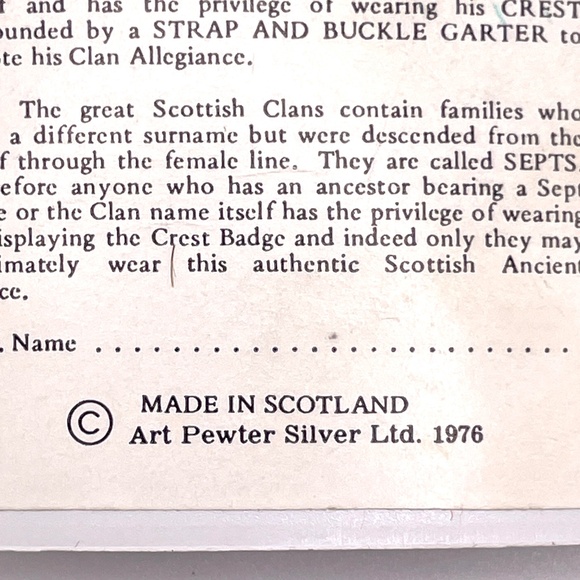 and has the privilege of wearing his CREST
ounded by a STRAP AND BUCKLE GARTER to
te his Clan Allegiance.
The great Scottish Clans contain families who
a different surname but were descended from the
f through the female line. They are called SEPTS.
efore anyone who has an ancestor bearing a Sept
e or the Clan name itself has the privilege of wearing
isplaying the Crest Badge and indeed only they may
imately wear this authentic Scottish Ancient
ce.
. Name ..............................
© MADE IN SCOTLAND
Art Pewter Silver Ltd. 1976